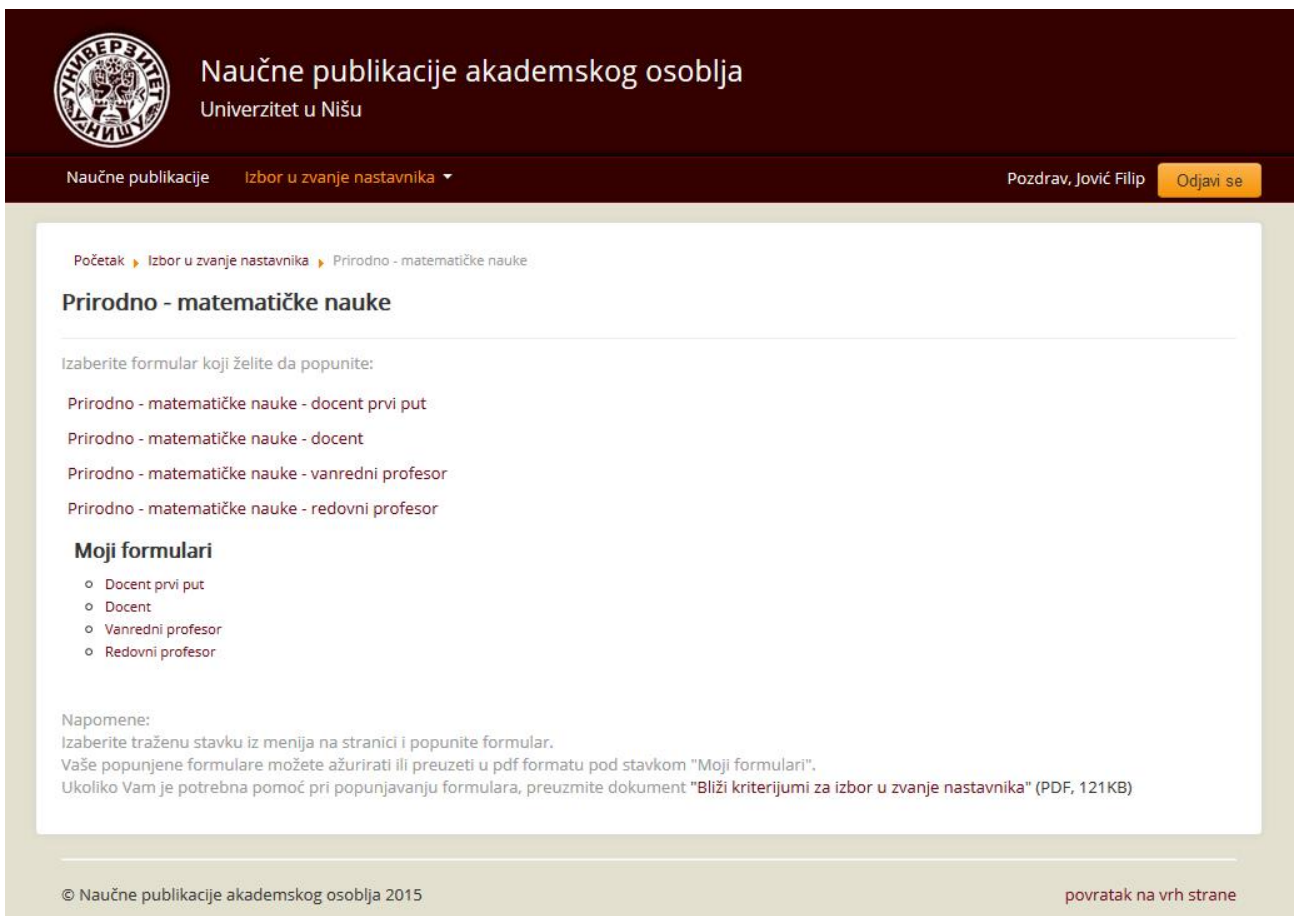 УНИВЕРЗИТЕТ У НИШУ
Naučne publikacije akademskog osoblja
Univerzitet u Nišu
Naučne publikacije Izbor u zvanje nastavnika Pozdrav, Jović Filip Odjavi se
Početak Izbor u zvanje nastavnika Prirodno - matematičke nauke
Prirodno - matematičke nauke
Izaberite formular koji želite da popunite:
Prirodno - matematičke nauke - docent prvi put
Prirodno - matematičke nauke - docent
Prirodno - matematičke nauke - vanredni profesor
Prirodno - matematičke nauke - redovni profesor
Moji formulari
Docent prvi put
Docent
Vanredni profesor
Redovni profesor
Napomene:
Izaberite traženu stavku iz menija na stranici i popunite formular.
Vaše popunjene formulare možete ažurirati ili preuzeti u pdf formatu pod stavkom "Moji formulari".
Ukoliko Vam je potrebna pomoć pri popunjavanju formulara, preuzmite dokument "Bliži kriterijumi za izbor u zvanje nastavnika" (PDF, 121KB)
© Naučne publikacije akademskog osoblja 2015 povratak na vrh strane